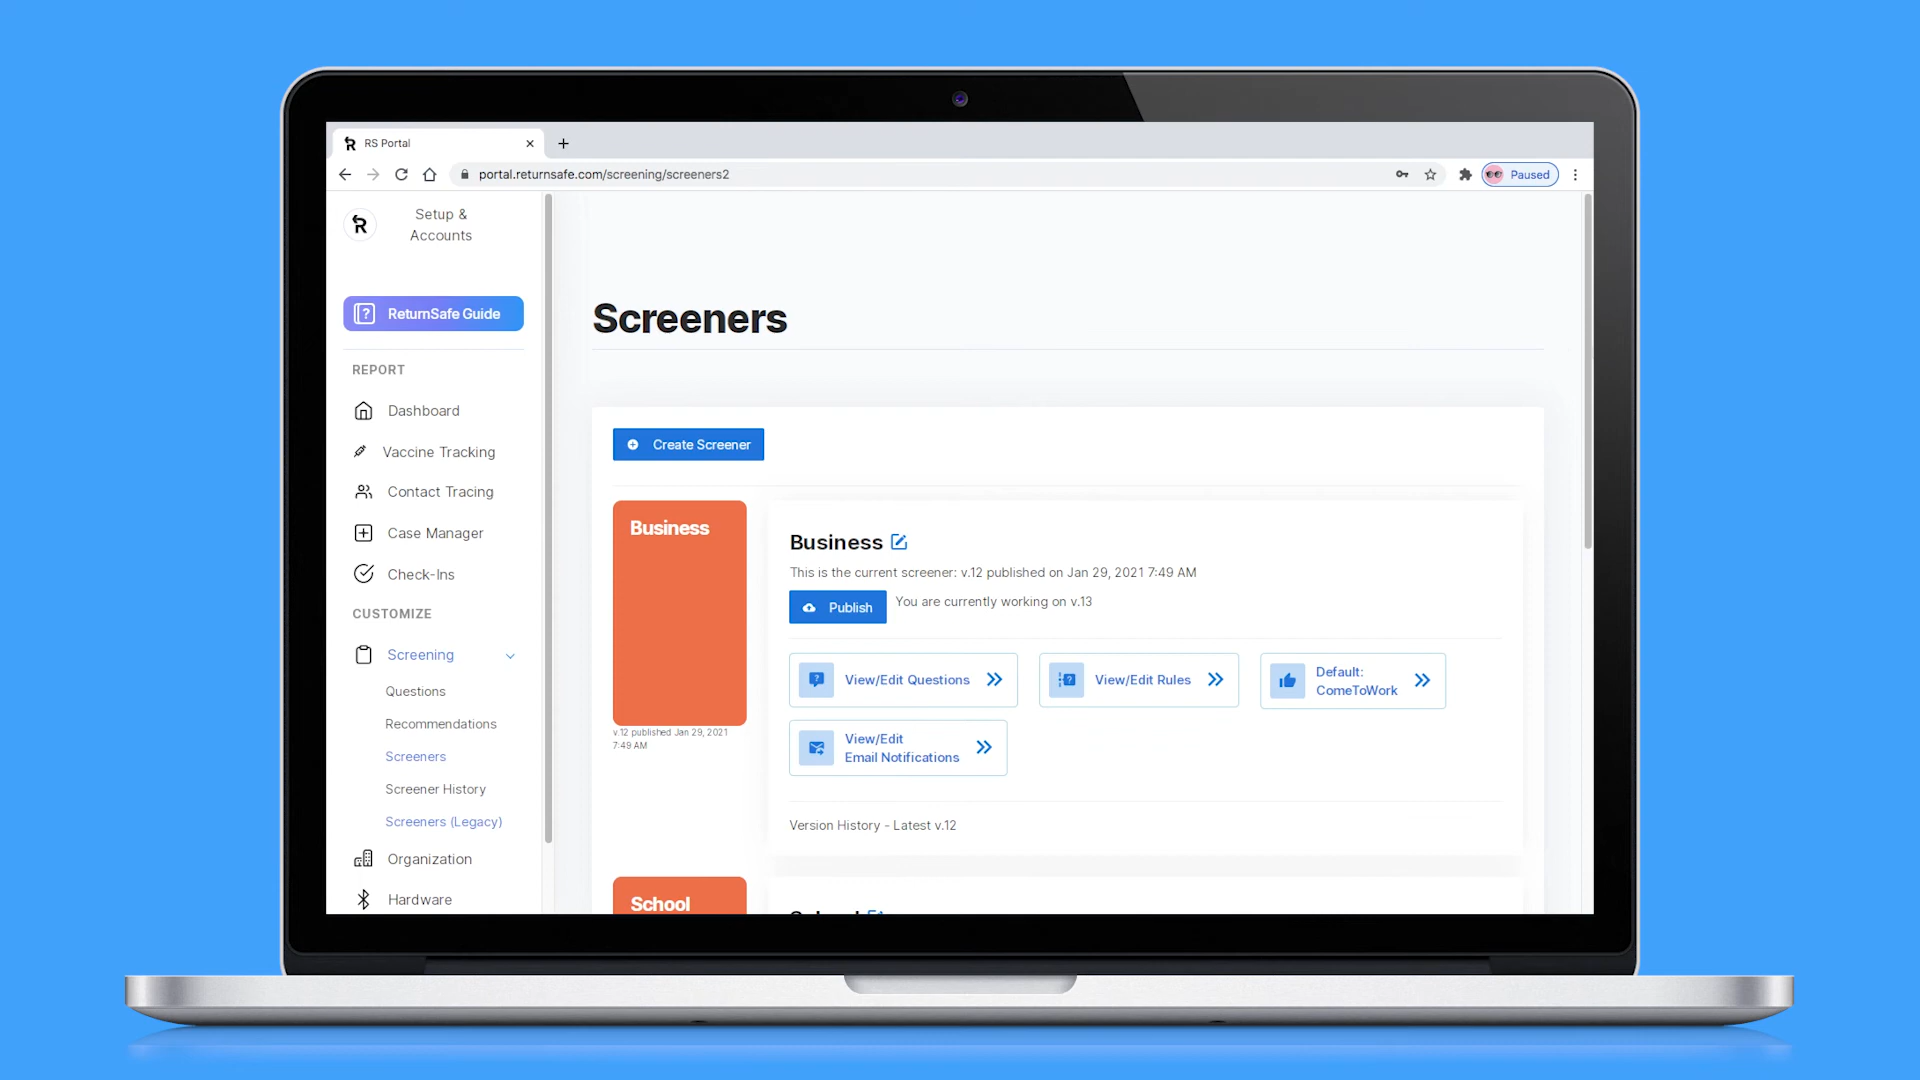 RS Portal
portal.returnsafe.com/screening/screeners2
Paused
Setup &
Accounts
ReturnSafe Guide
REPORT
Dashboard
Vaccine Tracking
Contact Tracing
Case Manager
Check-Ins
CUSTOMIZE
Screening
Questions
Recommendations
Screeners
Screener History
Screeners (Legacy)
Organization
Hardware
Screeners
Create Screener
Business
v.12 published Jan 29, 2021
7:49 AM
Business
This is the current screener: v.12 published on Jan 29, 2021 7:49 AM
Publish
You are currently working on v.13
View/Edit Questions
View/Edit Rules
Default:
ComeToWork
View/Edit
Email Notifications
Version History - Latest v.12
School